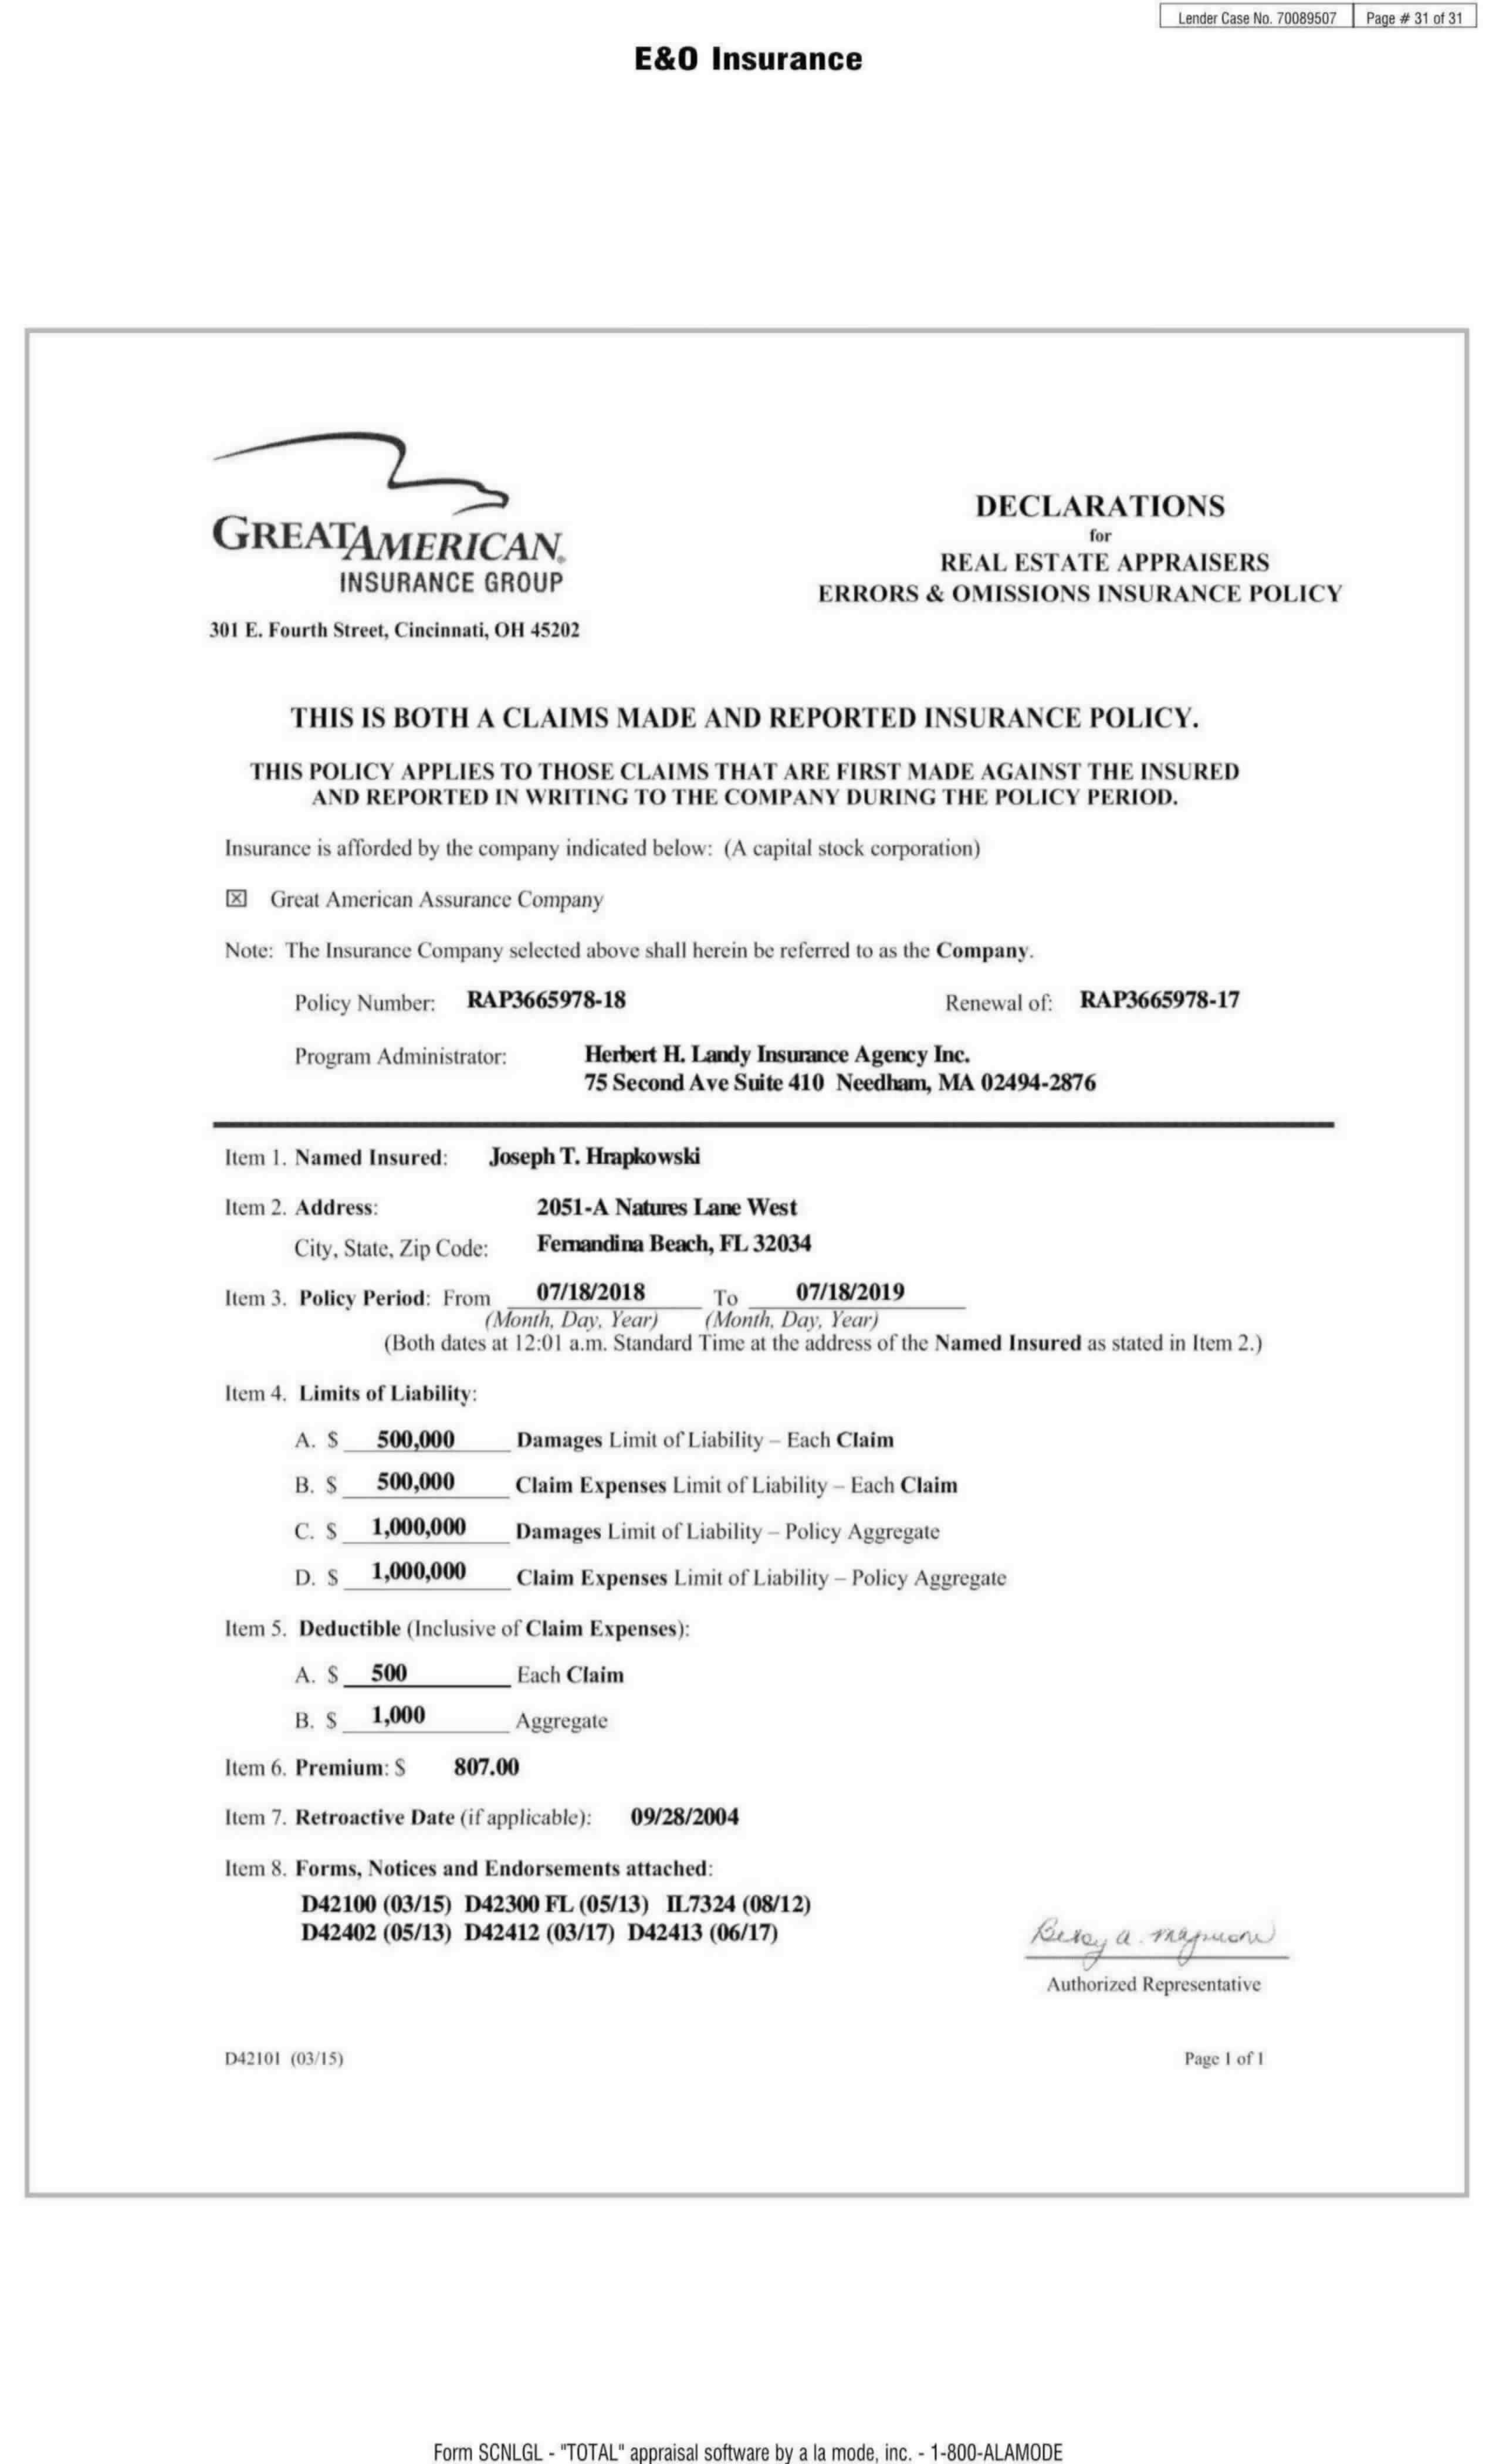 Lender Case No. 70089507 Page # 31 of 31
E&O Insurance
GREATAMERICAN®
INSURANCE GROUP
301 E. Fourth Street, Cincinnati, OH 45202
DECLARATIONS
for
REAL ESTATE APPRAISERS
ERRORS & OMISSIONS INSURANCE POLICY
THIS IS BOTH A CLAIMS MADE AND REPORTED INSURANCE POLICY.
THIS POLICY APPLIES TO THOSE CLAIMS THAT ARE FIRST MADE AGAINST THE INSURED
AND REPORTED IN WRITING TO THE COMPANY DURING THE POLICY PERIOD.
Insurance is afforded by the company indicated below: (A capital stock corporation)
☒ Great American Assurance Company
Note: The Insurance Company selected above shall herein be referred to as the Company.
Policy Number: RAP3665978-18 Renewal of: RAP3665978-17
Program Administrator: Herbert H. Landy Insurance Agency Inc.
75 Second Ave Suite 410 Needham, MA 02494-2876
Item 1. Named Insured: Joseph T. Hrapkowski
Item 2. Address: 2051-A Natures Lane West
City, State, Zip Code: Fernandina Beach, FL 32034
Item 3. Policy Period: From 07/18/2018 To 07/18/2019
(Month, Day, Year) (Month, Day, Year)
(Both dates at 12:01 a.m. Standard Time at the address of the Named Insured as stated in Item 2.)
Item 4. Limits of Liability:
A. $ 500,000 Damages Limit of Liability – Each Claim
B. $ 500,000 Claim Expenses Limit of Liability – Each Claim
C. $ 1,000,000 Damages Limit of Liability – Policy Aggregate
D. $ 1,000,000 Claim Expenses Limit of Liability – Policy Aggregate
Item 5. Deductible (Inclusive of Claim Expenses):
A. $ 500 Each Claim
B. $ 1,000 Aggregate
Item 6. Premium: $ 807.00
Item 7. Retroactive Date (if applicable): 09/28/2004
Item 8. Forms, Notices and Endorsements attached:
D42100 (03/15) D42300 FL (05/13) IL7324 (08/12)
D42402 (05/13) D42412 (03/17) D42413 (06/17)
Authorized Representative
D42101 (03/15) Page 1 of 1
Form SCNLGL - "TOTAL" appraisal software by a la mode, inc. - 1-800-ALAMODE